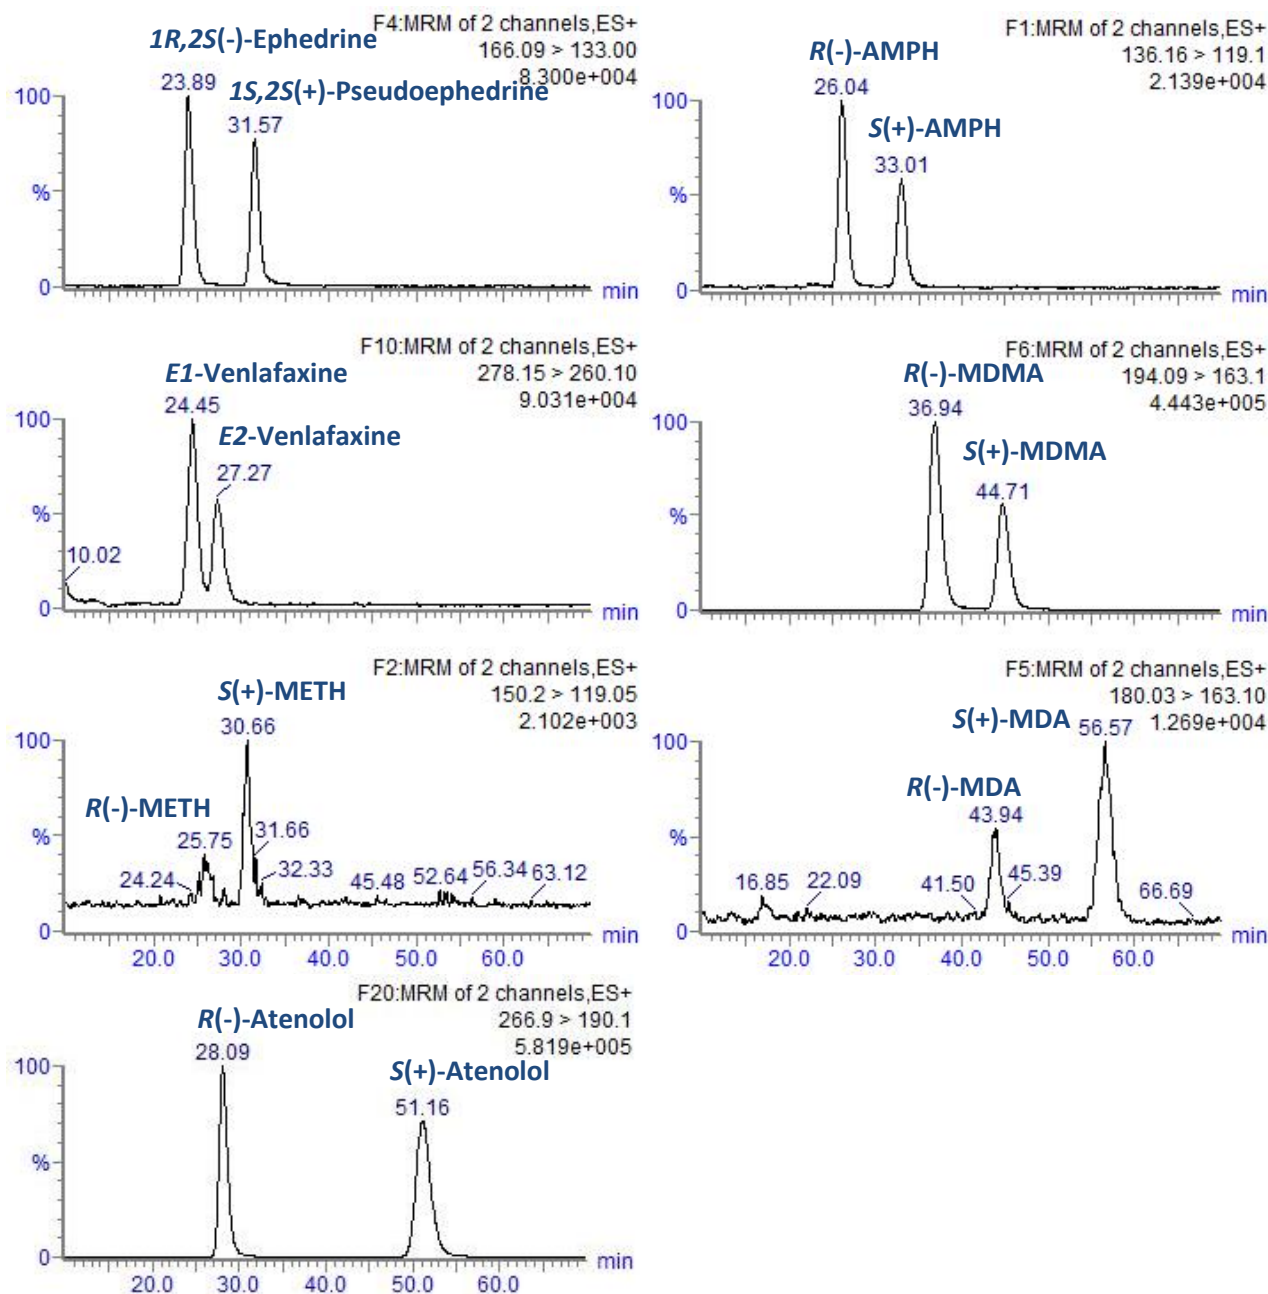 F4:MRM of 2 channels,ES+
166.09 > 133.00
8.300e+004
1R,2S(-)-Ephedrine
23.89
1S,2S(+)-Pseudoephedrine
31.57
100
%
0
min
F1:MRM of 2 channels,ES+
136.16 > 119.1
2.139e+004
R(-)-AMPH
26.04
S(+)-AMPH
33.01
100
%
0
min
F10:MRM of 2 channels,ES+
278.15 > 260.10
9.031e+004
E1-Venlafaxine
24.45
E2-Venlafaxine
27.27
10.02
100
%
0
min
F6:MRM of 2 channels,ES+
194.09 > 163.1
4.443e+005
R(-)-MDMA
36.94
S(+)-MDMA
44.71
100
%
0
min
F2:MRM of 2 channels,ES+
150.2 > 119.05
2.102e+003
S(+)-METH
30.66
R(-)-METH
25.75
31.66
24.24
32.33
45.48
52.64
56.34
63.12
100
%
0
min
20.0 30.0 40.0 50.0 60.0
F5:MRM of 2 channels,ES+
180.03 > 163.10
1.269e+004
S(+)-MDA
56.57
R(-)-MDA
43.94
16.85
22.09
41.50
45.39
66.69
100
%
0
min
20.0 30.0 40.0 50.0 60.0
F20:MRM of 2 channels,ES+
266.9 > 190.1
5.819e+005
R(-)-Atenolol
28.09
S(+)-Atenolol
51.16
100
%
0
min
20.0 30.0 40.0 50.0 60.0